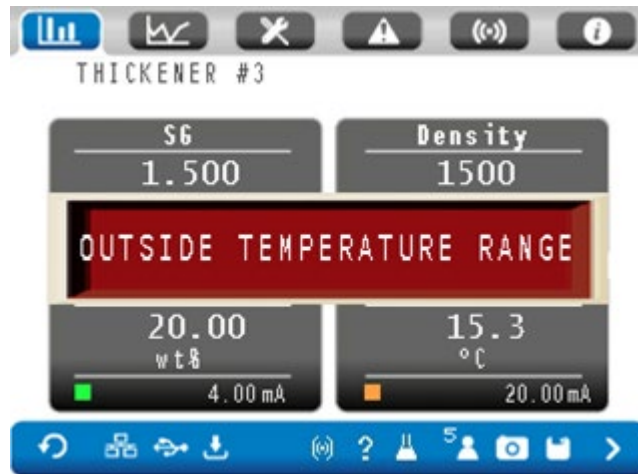 THICKENER #3
SG Density
1.500 1500
OUTSIDE TEMPERATURE RANGE
20.00 15.3
wt% °C
4.00 mA 20.00 mA
? 5